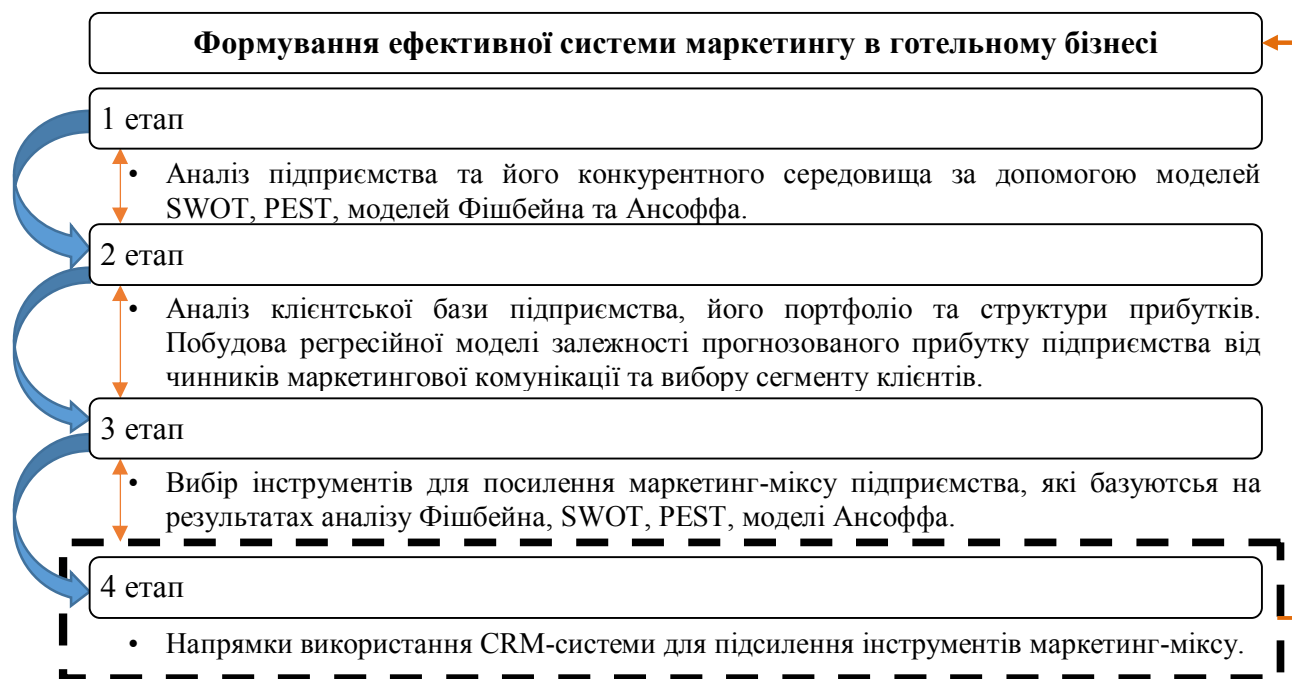 Формування ефективної системи маркетингу в готельному бізнесі
1 етап
• Аналіз підприємства та його конкурентного середовища за допомогою моделей
SWOT, PEST, моделей Фішбейна та Ансоффа.
2 етап
• Аналіз клієнтської бази підприємства, його портфоліо та структури прибутків.
Побудова регресійної моделі залежності прогнозованого прибутку підприємства від
чинників маркетингової комунікації та вибору сегменту клієнтів.
3 етап
• Вибір інструментів для посилення маркетинг-міксу підприємства, які базуютсья на
результатах аналізу Фішбейна, SWOT, PEST, моделі Ансоффа.
4 етап
• Напрямки використання CRM-системи для підсилення інструментів маркетинг-міксу.